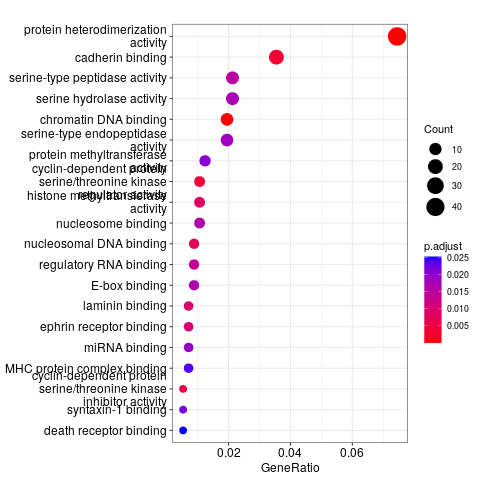 protein heterodimerization
activity
cadherin binding
serine-type peptidase activity
serine hydrolase activity
chromatin DNA binding
serine-type endopeptidase
activity
protein methyltransferase
activity
cyclin-dependent protein
serine/threonine kinase
regulator activity
histone methyltransferase
activity
nucleosome binding
nucleosomal DNA binding
regulatory RNA binding
E-box binding
laminin binding
ephrin receptor binding
miRNA binding
MHC protein complex binding
cyclin-dependent protein
serine/threonine kinase
inhibitor activity
syntaxin-1 binding
death receptor binding
0.02 0.04 0.06
GeneRatio
Count
10
20
30
40
p.adjust
0.025
0.020
0.015
0.010
0.005